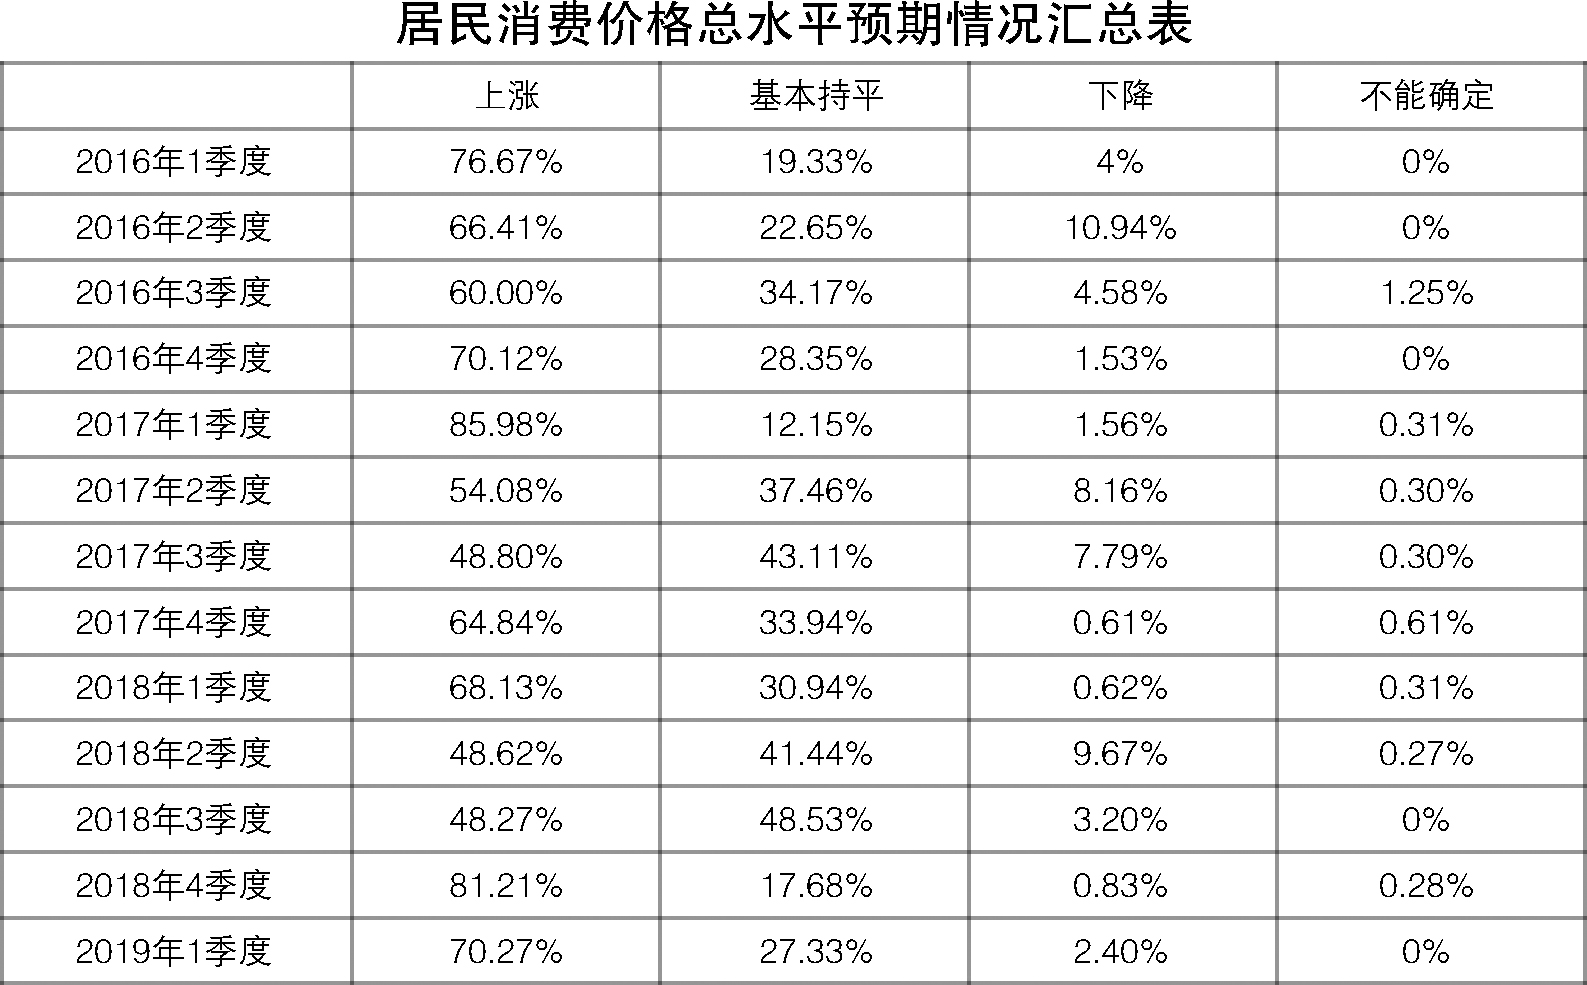 居民消费价格总水平预期情况汇总表
上涨 基本持平 下降 不能确定
2016年1季度 76.67% 19.33% 4% 0%
2016年2季度 66.41% 22.65% 10.94% 0%
2016年3季度 60.00% 34.17% 4.58% 1.25%
2016年4季度 70.12% 28.35% 1.53% 0%
2017年1季度 85.98% 12.15% 1.56% 0.31%
2017年2季度 54.08% 37.46% 8.16% 0.30%
2017年3季度 48.80% 43.11% 7.79% 0.30%
2017年4季度 64.84% 33.94% 0.61% 0.61%
2018年1季度 68.13% 30.94% 0.62% 0.31%
2018年2季度 48.62% 41.44% 9.67% 0.27%
2018年3季度 48.27% 48.53% 3.20% 0%
2018年4季度 81.21% 17.68% 0.83% 0.28%
2019年1季度 70.27% 27.33% 2.40% 0%